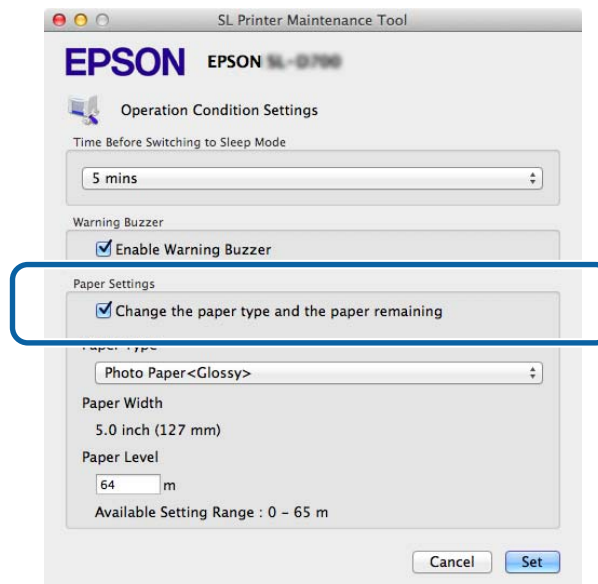 SL Printer Maintenance Tool
EPSON EPSON
Operation Condition Settings
Time Before Switching to Sleep Mode
5 mins
Warning Buzzer
Enable Warning Buzzer
Paper Settings
Change the paper type and the paper remaining
Paper Type
Photo Paper<Glossy>
Paper Width
5.0 inch (127 mm)
Paper Level
64 m
Available Setting Range : 0 – 65 m
Cancel Set